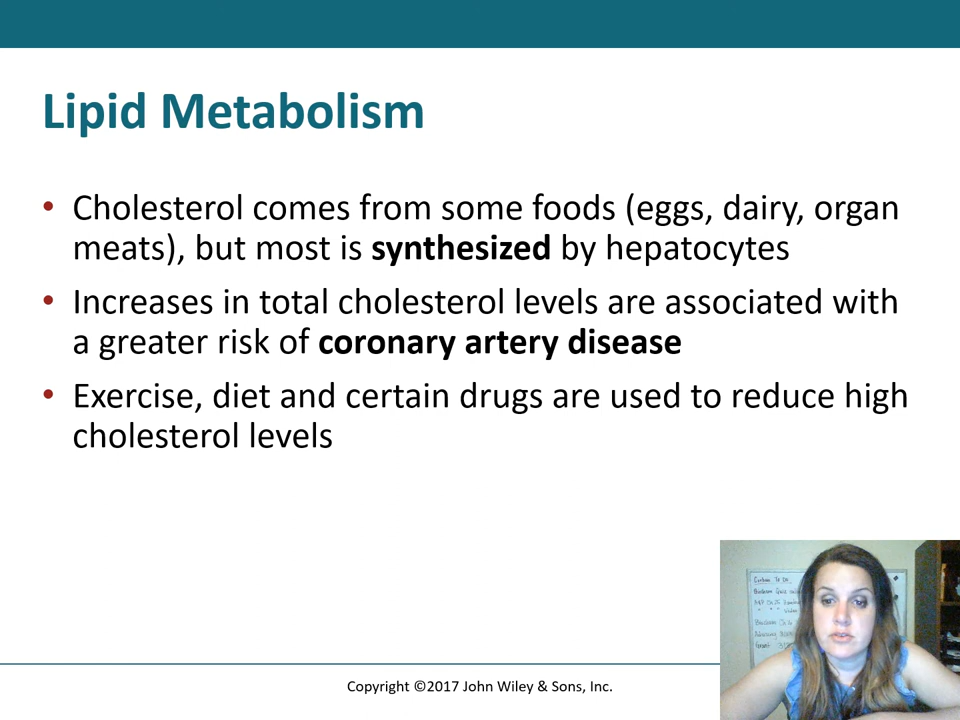 Lipid Metabolism
• Cholesterol comes from some foods (eggs, dairy, organ
meats), but most is synthesized by hepatocytes
• Increases in total cholesterol levels are associated with
a greater risk of coronary artery disease
• Exercise, diet and certain drugs are used to reduce high
cholesterol levels
Copyright ©2017 John Wiley & Sons, Inc.
To Do